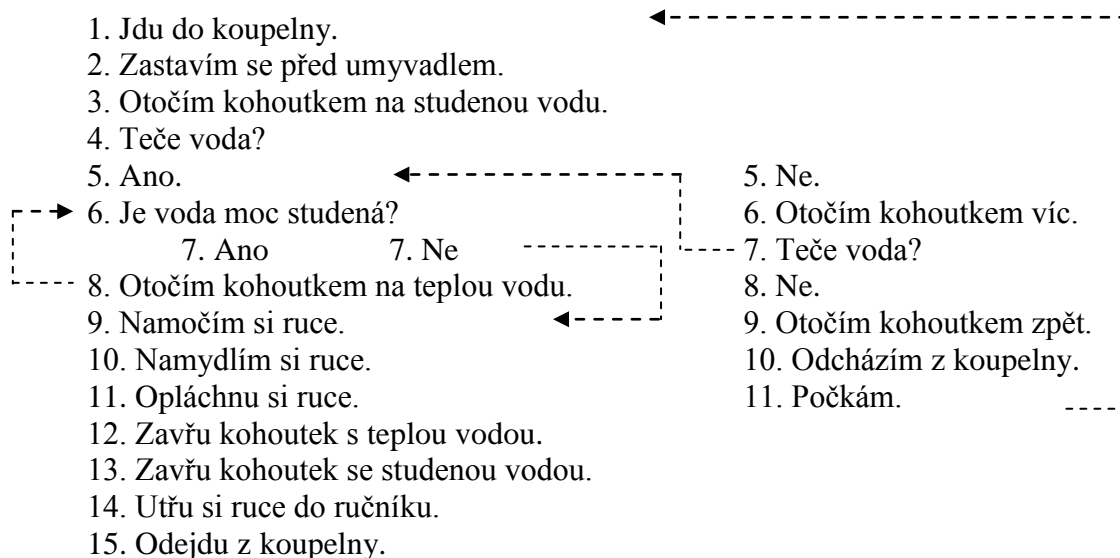 1. Jdu do koupelny.
2. Zastavím se před umyvadlem.
3. Otočím kohoutkem na studenou vodu.
4. Teče voda?
5. Ano.
6. Je voda moc studená?
7. Ano 7. Ne
8. Otočím kohoutkem na teplou vodu.
9. Namočím si ruce.
10. Namydlím si ruce.
11. Opláchnu si ruce.
12. Zavřu kohoutek s teplou vodou.
13. Zavřu kohoutek se studenou vodou.
14. Utřu si ruce do ručníku.
15. Odejdu z koupelny.
5. Ne.
6. Otočím kohoutkem víc.
7. Teče voda?
8. Ne.
9. Otočím kohoutkem zpět.
10. Odcházím z koupelny.
11. Počkám.